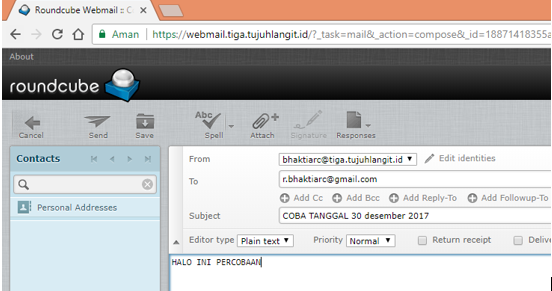 Roundcube Webmail :: C
Aman https://webmail.tiga.tujuhlangit.id/?_task=mail&_action=compose&_id=18871418355a
About
roundcube
Cancel Send Save Spell Attach Signature Responses
Contacts
Personal Addresses
From bhaktiarc@tiga.tujuhlangit.id Edit identities
To r.bhaktiarc@gmail.com
Add Cc Add Bcc Add Reply-To Add Followup-To
Subject COBA TANGGAL 30 desember 2017
Editor type Plain text Priority Normal Return receipt Delive
HALO INI PERCOBAAN